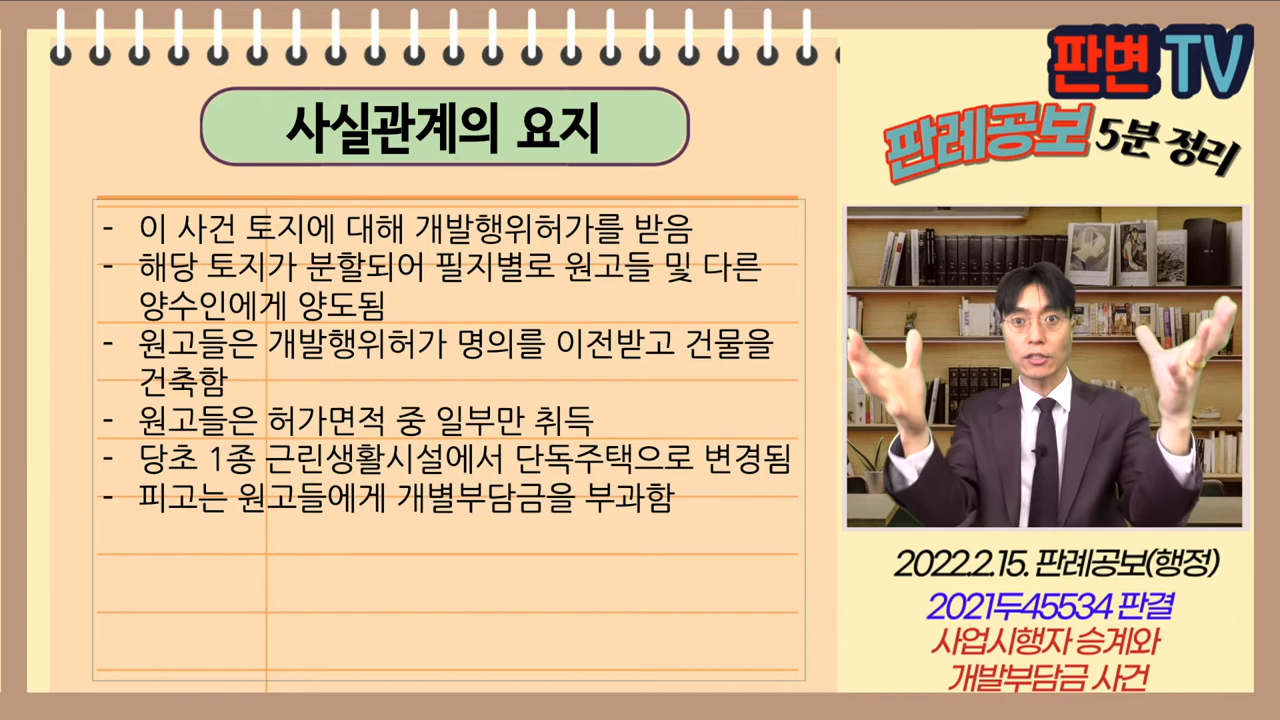 사실관계의 요지
- 이 사건 토지에 대해 개발행위허가를 받음
- 해당 토지가 분할되어 필지별로 원고들 및 다른
양수인에게 양도됨
- 원고들은 개발행위허가 명의를 이전받고 건물을
건축함
- 원고들은 허가면적 중 일부만 취득
- 당초 1종 근린생활시설에서 단독주택으로 변경됨
- 피고는 원고들에게 개별부담금을 부과함
판변 TV
판례공보 5분 정리
2022.2.15. 판례공보(행정)
2021두45534 판결
사업시행자 승계와
개발부담금 사건